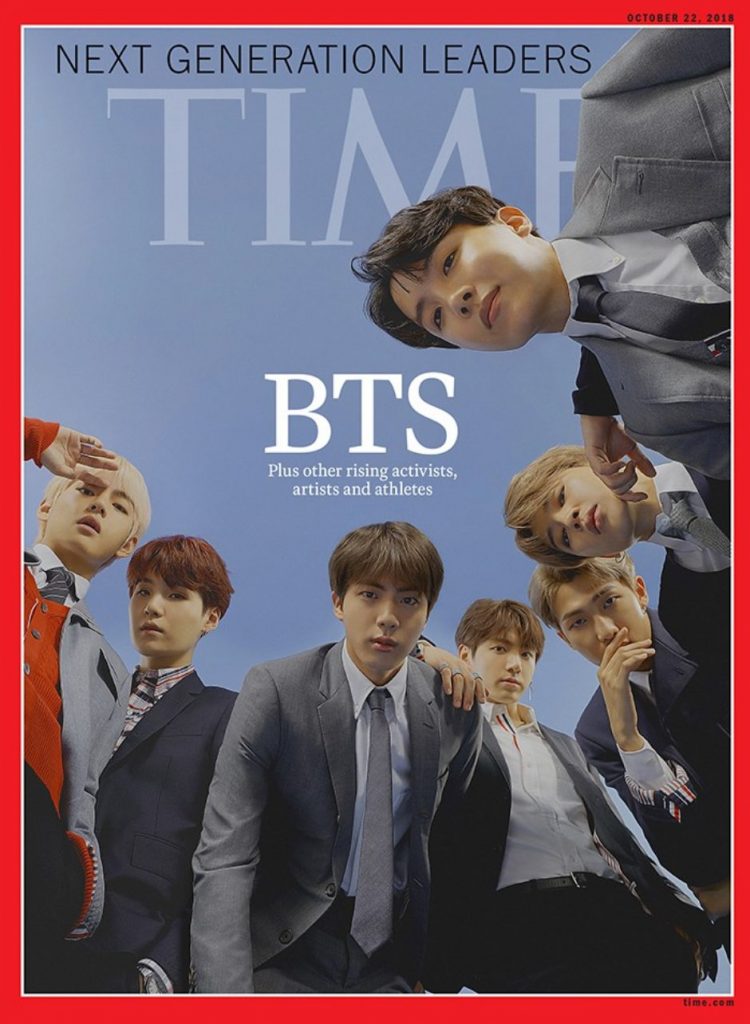 OCTOBER 22, 2018
NEXT GENERATION LEADERS
TIME
BTS
Plus other rising activists,
artists and athletes
time.com